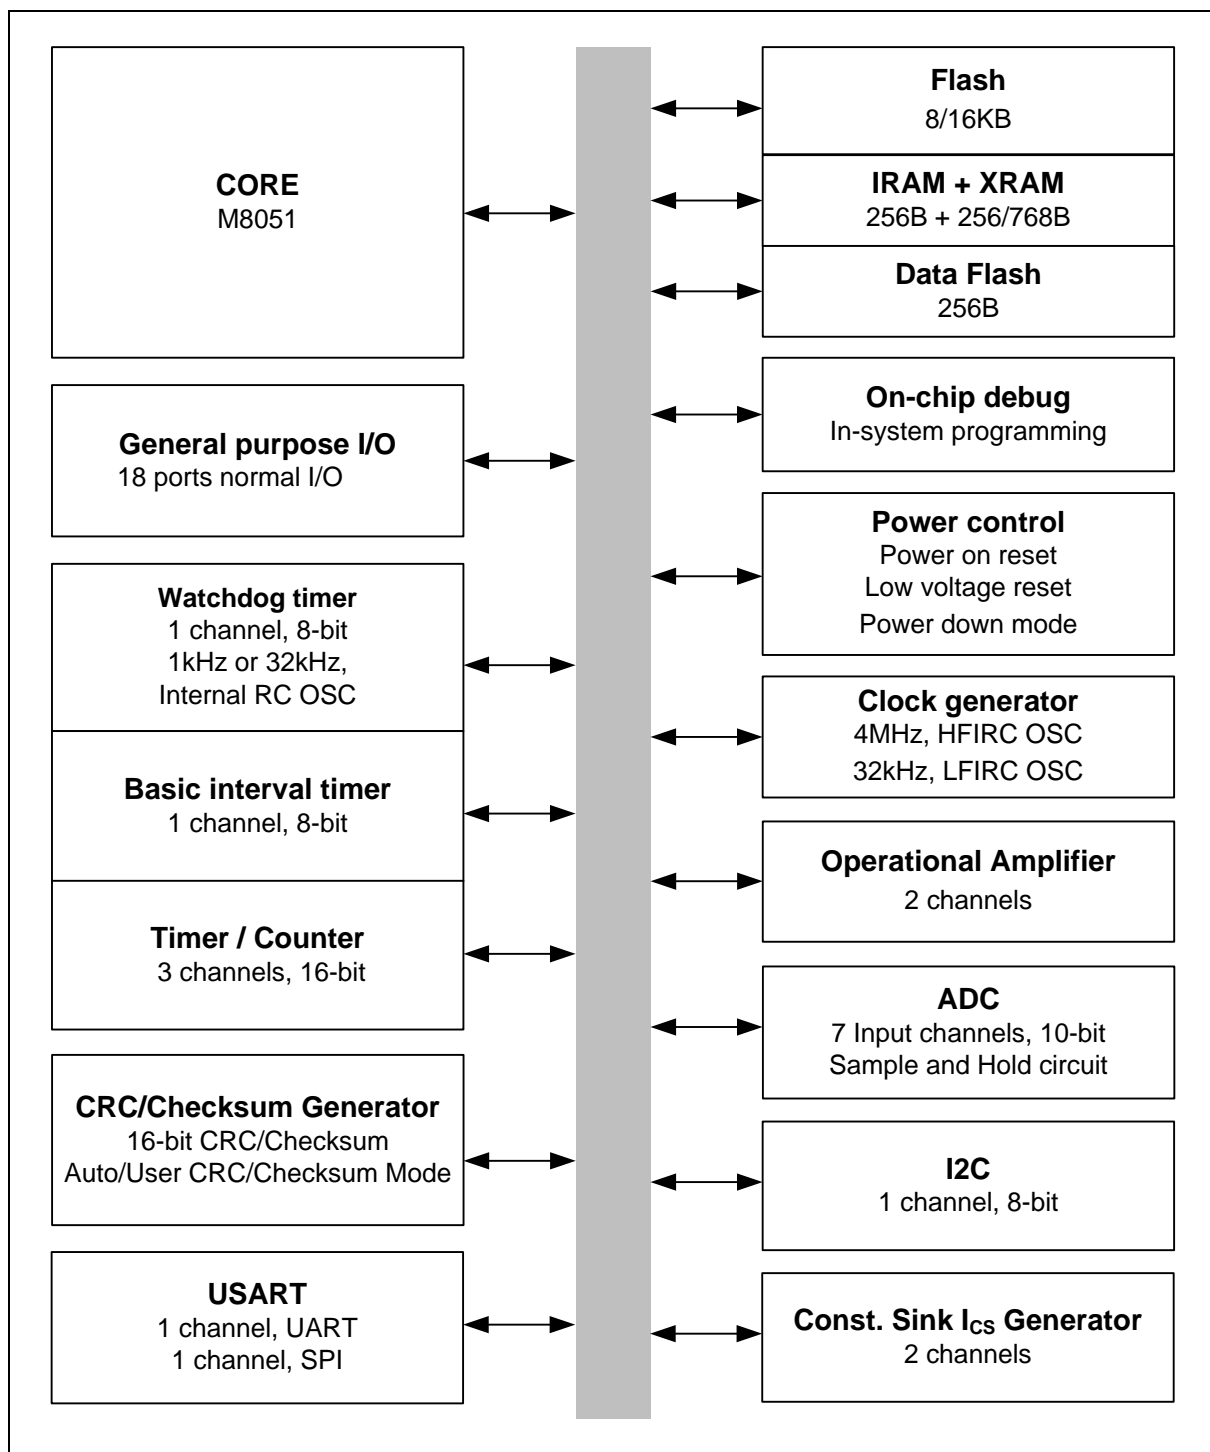 CORE
M8051
General purpose I/O
18 ports normal I/O
Watchdog timer
1 channel, 8-bit
1kHz or 32kHz,
Internal RC OSC
Basic interval timer
1 channel, 8-bit
Timer / Counter
3 channels, 16-bit
CRC/Checksum Generator
16-bit CRC/Checksum
Auto/User CRC/Checksum Mode
USART
1 channel, UART
1 channel, SPI
Flash
8/16KB
IRAM + XRAM
256B + 256/768B
Data Flash
256B
On-chip debug
In-system programming
Power control
Power on reset
Low voltage reset
Power down mode
Clock generator
4MHz, HFIRC OSC
32kHz, LFIRC OSC
Operational Amplifier
2 channels
ADC
7 Input channels, 10-bit
Sample and Hold circuit
I2C
1 channel, 8-bit
Const. Sink ICS Generator
2 channels